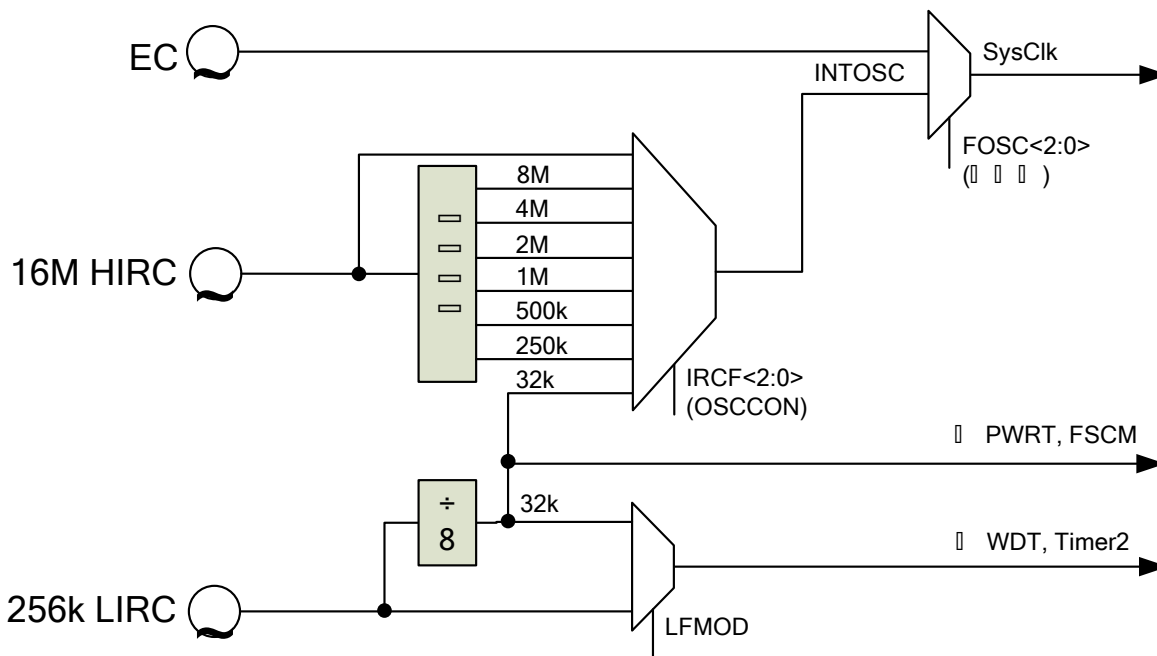 EC
SysClk
INTOSC
FOSC<2:0>
8M
4M
2M
16M HIRC
1M
500k
250k
32k
IRCF<2:0>
(OSCCON)
PWRT, FSCM
÷
8
32k
WDT, Timer2
256k LIRC
LFMOD